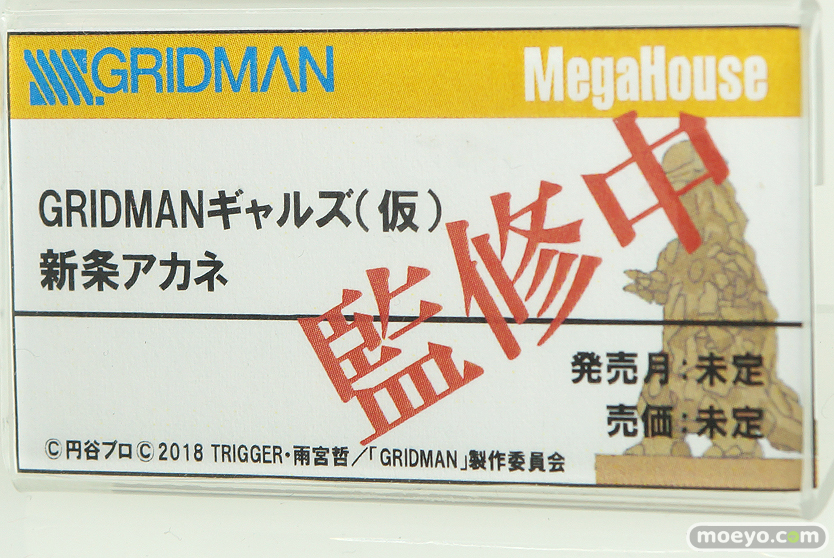 GRIDMAN
MegaHouse
GRIDMANギャルズ(仮)
新条アカネ
監修中
発売月:未定
売価:未定
©円谷プロ©2018 TRIGGER・雨宮哲/「GRIDMAN」製作委員会
moeyo.com